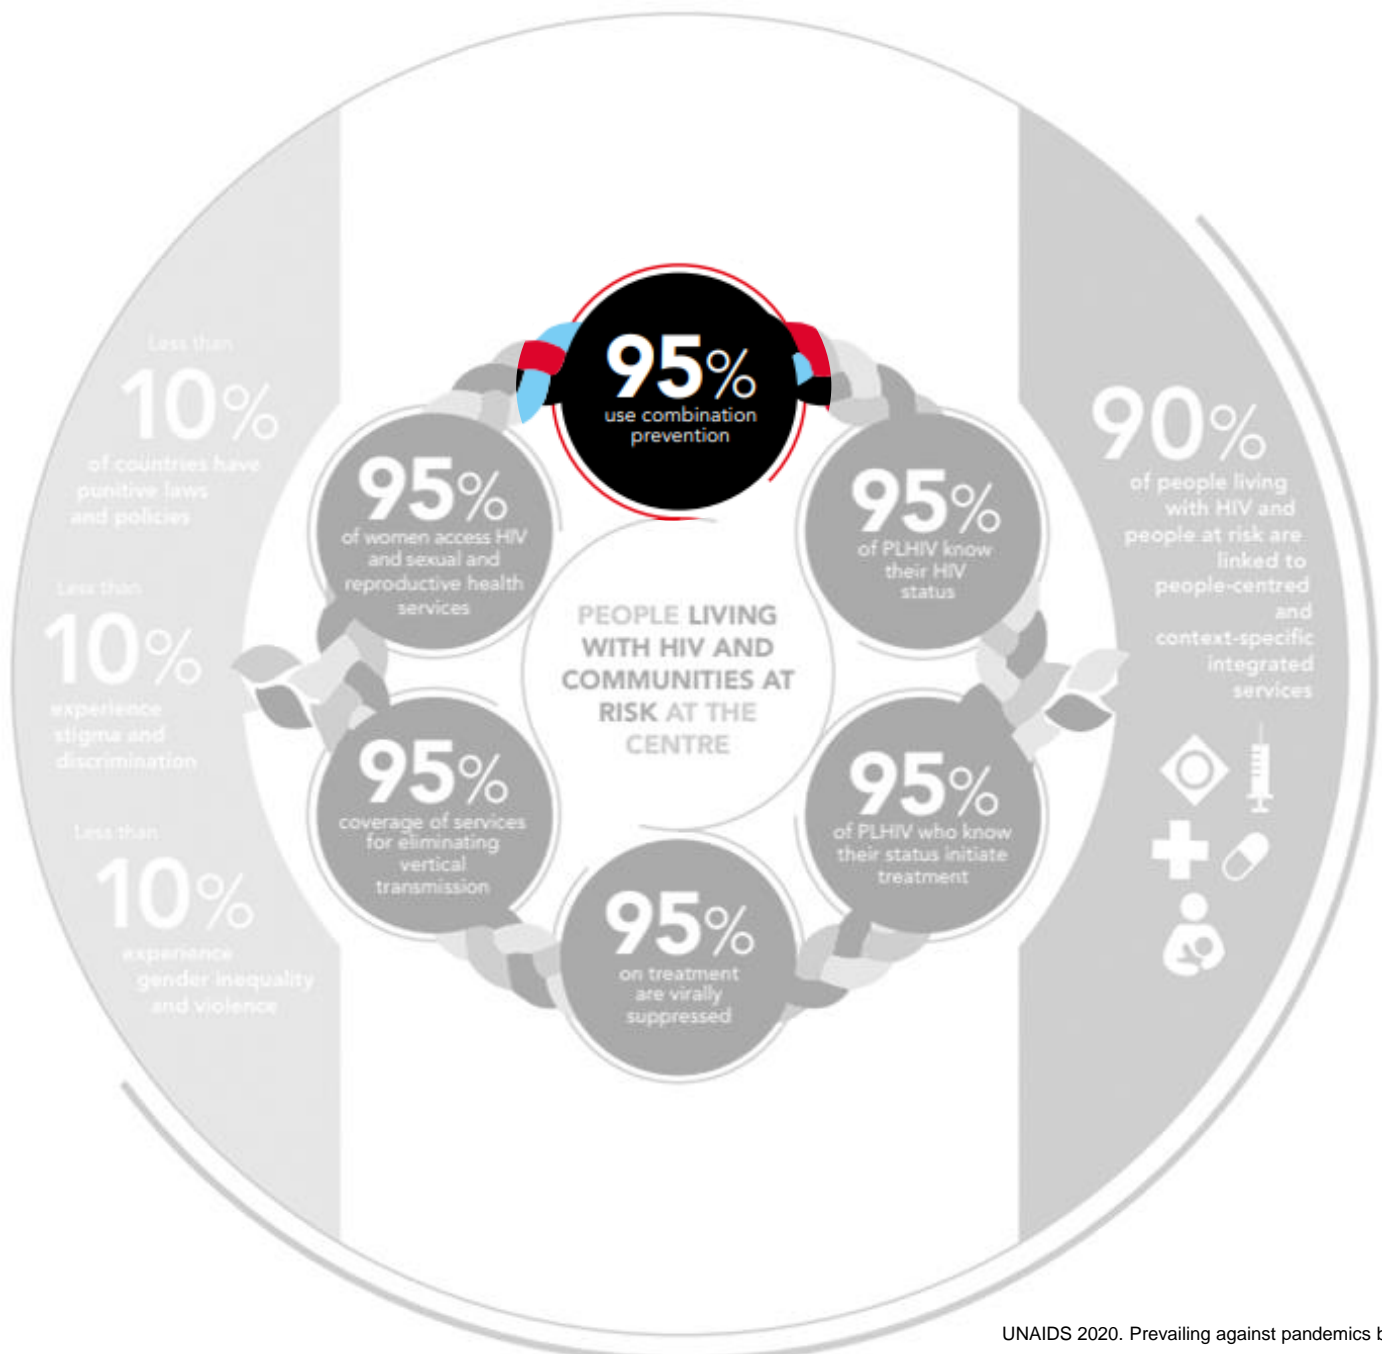 95%
use combination
prevention
95%
of women access HIV
and sexual and
reproductive health
services
95%
of PLHIV know
their HIV
status
PEOPLE LIVING
WITH HIV AND
COMMUNITIES AT
RISK AT THE
CENTRE
95%
coverage of services
for eliminating
vertical
transmission
95%
of PLHIV who know
their status initiate
treatment
95%
on treatment
are virally
suppressed
Less than
10%
of countries have
punitive laws
and policies
Less than
10%
experience
stigma and
discrimination
Less than
10%
experience
gender inequality
and violence
90%
of people living
with HIV and
people at risk are
linked to
people-centred
and
context-specific
integrated
services
UNAIDS 2020. Prevailing against pandemics